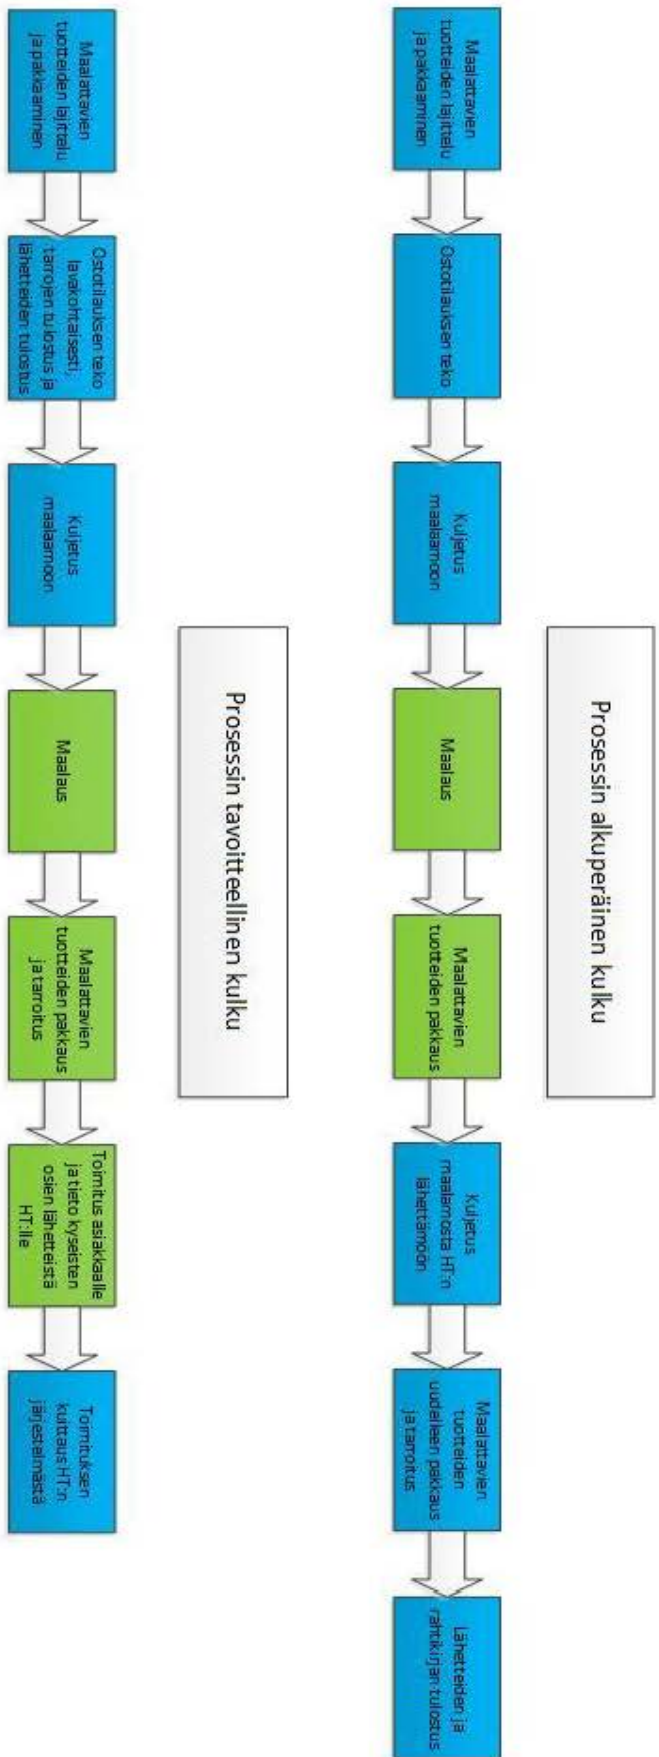 Prosessin alkuperäinen kulku
Maalattavien
tuotteiden lajittelu
ja pakkaaminen
Ostotilauksen teko
Kuljetus
maalaamoon
Maalaus
Maalattavien
tuotteiden pakkaus
Kuljetus
maalamosta HT:n
lähettämöön
Maalattavien
tuotteiden
uudelleen pakkaus
ja tarroitus
Lähetteiden ja
rahtikirjan tulostus
Prosessin tavoitteellinen kulku
Maalattavien
tuotteiden lajittelu
ja pakkaaminen
Ostotilauksen teko
lavakohtaisesti,
tarrojen tulostus ja
lähetteiden tulostus
Kuljetus
maalaamoon
Maalaus
Maalattavien
tuotteiden pakkaus
ja tarroitus
Toimitus asiakkaalle
ja tieto kyseisten
osien lähetteistä
HT:lle
Toimituksen
kuittaus HT:n
järjestelmästä